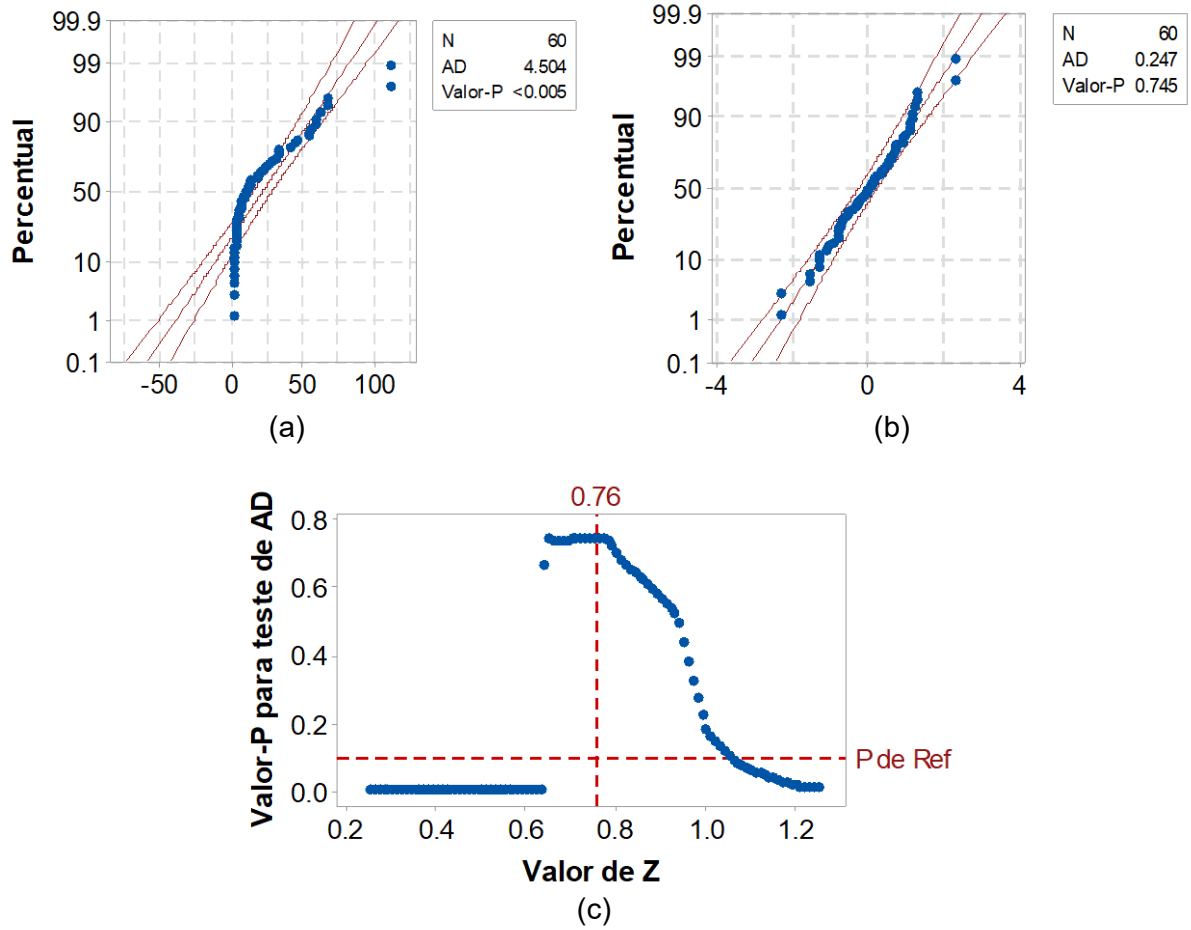 99.9
99
90
50
10
1
0.1
Percentual
-50 0 50 100
N 60
AD 4.504
Valor-P <0.005
(a)
99.9
99
90
50
10
1
0.1
Percentual
-4 0 4
N 60
AD 0.247
Valor-P 0.745
(b)
0.76
0.8
0.6
0.4
0.2
0.0
Valor-P para teste de AD
P de Ref
0.2 0.4 0.6 0.8 1.0 1.2
Valor de Z
(c)